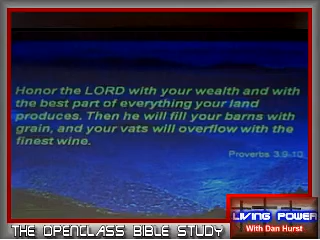 Honor the LORD with your wealth and with
the best part of everything your land
produces. Then he will fill your barns with
grain, and your vats will overflow with the
finest wine.
Proverbs 3.9-10
THE OPENCLASS BIBLE STUDY
LIVING POWER
With Dan Hurst